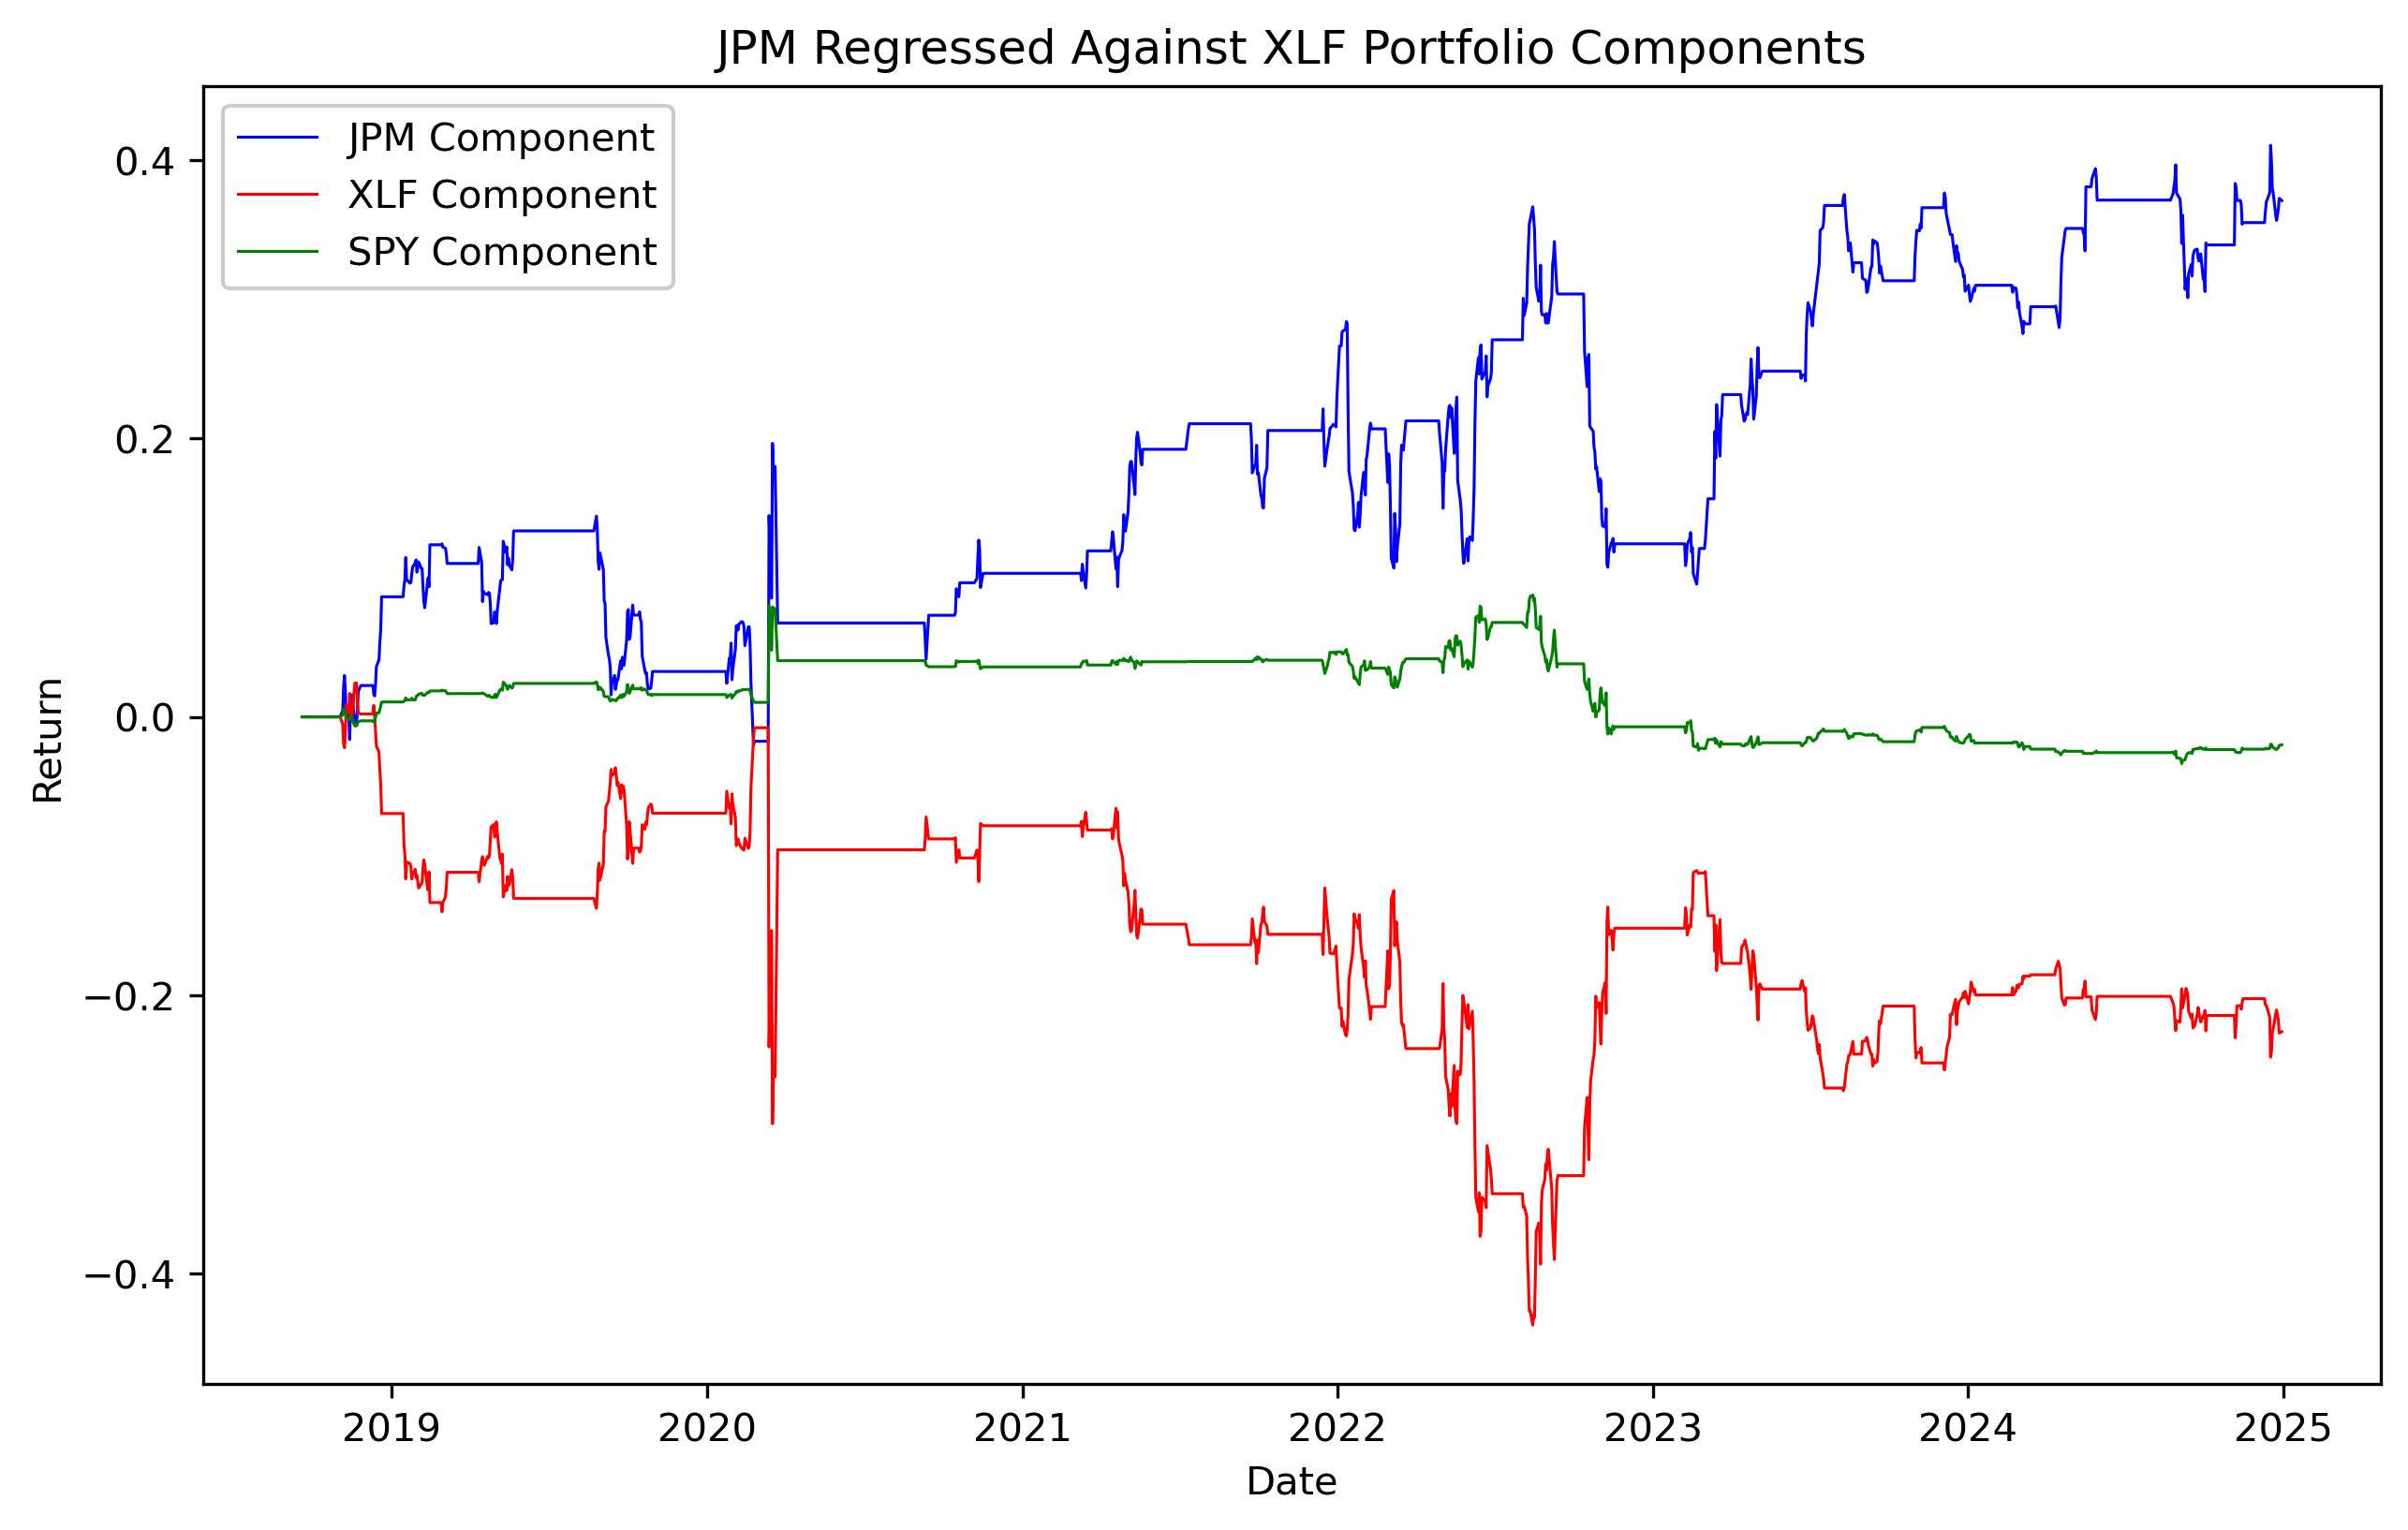 JPM Regressed Against XLF Portfolio Components
JPM Component
XLF Component
SPY Component
0.4
0.2
0.0
−0.2
−0.4
Return
2019
2020
2021
2022
2023
2024
2025
Date